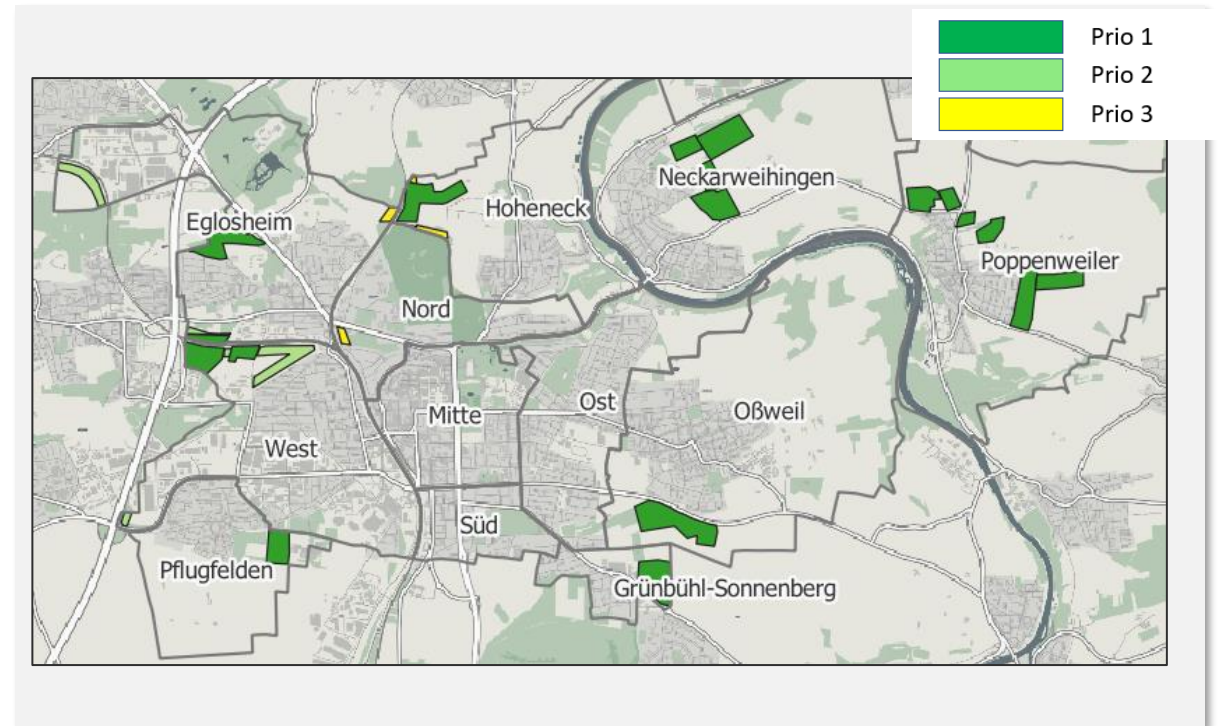 Prio 1
Prio 2
Prio 3
Neckarweihingen
Eglosheim
Hoheneck
Poppenweiler
Nord
Mitte
Ost
Oßweil
West
Süd
Pflugfelden
Grünbühl-Sonnenberg